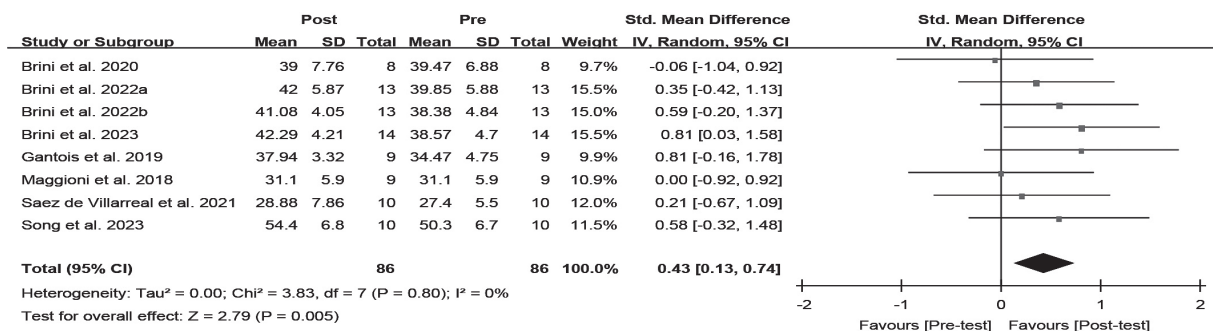 Post Pre Std. Mean Difference Std. Mean Difference
Study or Subgroup Mean SD Total Mean SD Total Weight IV, Random, 95% CI IV, Random, 95% CI
Brini et al. 2020 39 7.76 8 39.47 6.88 8 9.7% -0.06 [-1.04, 0.92]
Brini et al. 2022a 42 5.87 13 39.85 5.88 13 15.5% 0.35 [-0.42, 1.13]
Brini et al. 2022b 41.08 4.05 13 38.38 4.84 13 15.0% 0.59 [-0.20, 1.37]
Brini et al. 2023 42.29 4.21 14 38.57 4.7 14 15.5% 0.81 [0.03, 1.58]
Gantois et al. 2019 37.94 3.32 9 34.47 4.75 9 9.9% 0.81 [-0.16, 1.78]
Maggioni et al. 2018 31.1 5.9 9 31.1 5.9 9 10.9% 0.00 [-0.92, 0.92]
Saez de Villarreal et al. 2021 28.88 7.86 10 27.4 5.5 10 12.0% 0.21 [-0.67, 1.09]
Song et al. 2023 54.4 6.8 10 50.3 6.7 10 11.5% 0.58 [-0.32, 1.48]
Total (95% CI) 86 86 100.0% 0.43 [0.13, 0.74]
Heterogeneity: Tau² = 0.00; Chi² = 3.83, df = 7 (P = 0.80); I² = 0%
Test for overall effect: Z = 2.79 (P = 0.005)
-2 -1 0 1 2
Favours [Pre-test] Favours [Post-test]